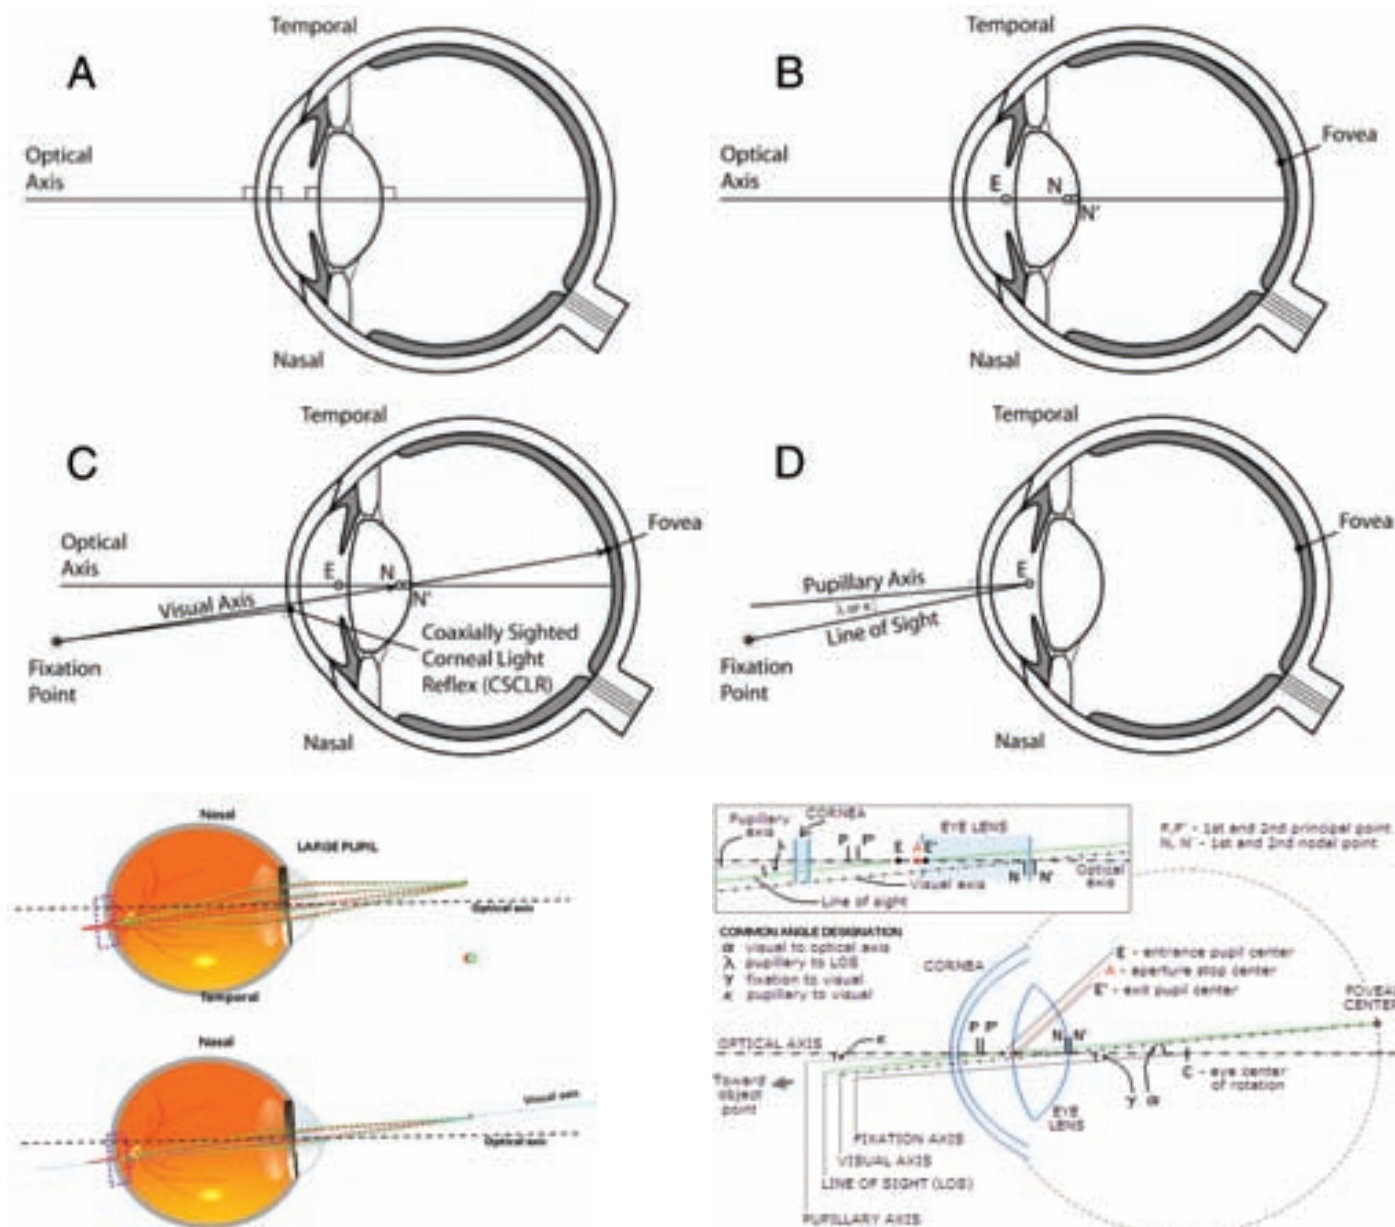 A
Temporal
Optical
Axis
Nasal
B
Temporal
Fovea
Optical
Axis
E
N
N'
Nasal
C
Temporal
Fovea
Optical
Axis
E
N
N'
Visual Axis
Fixation
Point
Coaxially Sighted
Corneal Light
Reflex (CSCLR)
Nasal
D
Temporal
Fovea
E
Pupillary Axis
λ or κ
Line of Sight
Fixation
Point
Nasal
Nasal
LARGE PUPIL
Optical axis
Temporal
Nasal
Visual axis
Optical axis
Pupillary
axis
CORNEA
EYE LENS
P P'
E
A
E'
N
N'
Optical
axis
Visual axis
Line of sight
P,P' - 1st and 2nd principal point
N, N' - 1st and 2nd nodal point
COMMON ANGLE DESIGNATION
α visual to optical axis
λ pupillary to LOS
γ fixation to visual
κ pupillary to visual
CORNEA
E - entrance pupil center
A - aperture stop center
E' - exit pupil center
FOVEAL
CENTER
P P'
N N'
OPTICAL AXIS
κ
Toward
object
point
C - eye center
of rotation
γ α
EYE
LENS
FIXATION AXIS
VISUAL AXIS
LINE OF SIGHT (LOS)
PUPILLARY AXIS